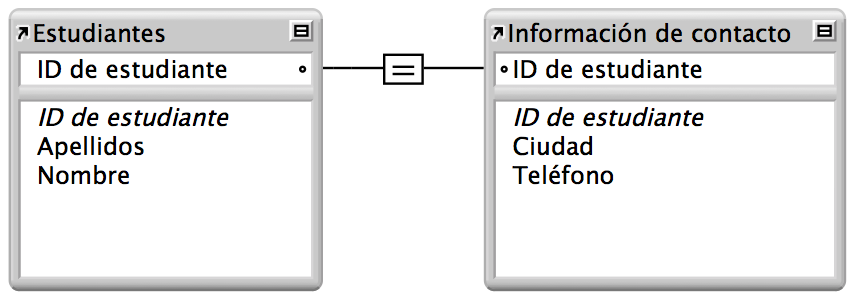 Estudiantes
ID de estudiante
ID de estudiante
Apellidos
Nombre
=
Información de contacto
ID de estudiante
ID de estudiante
Ciudad
Teléfono